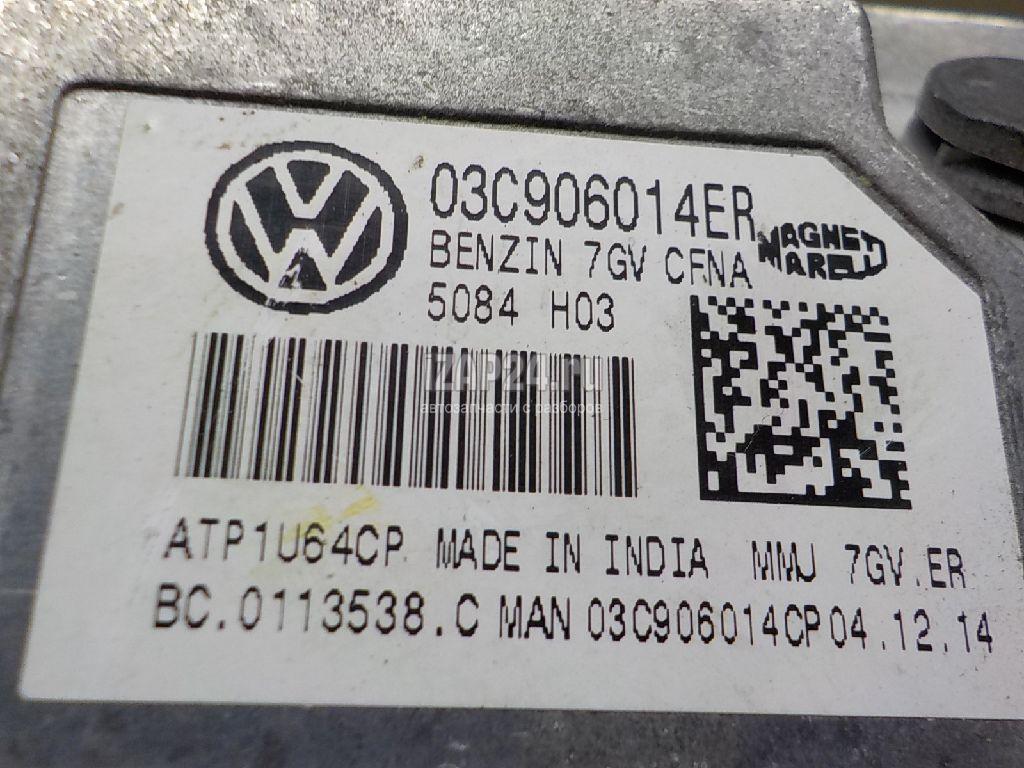 03C906014ER
BENZIN 7GV CFNA
MAGNETI
MARELLI
5084 H03
ZAP24.ru
автозапчасти с разборов
ATP1U64CP MADE IN INDIA MMJ 7GV.ER
BC.0113538.C MAN 03C906014CP 04.12.14